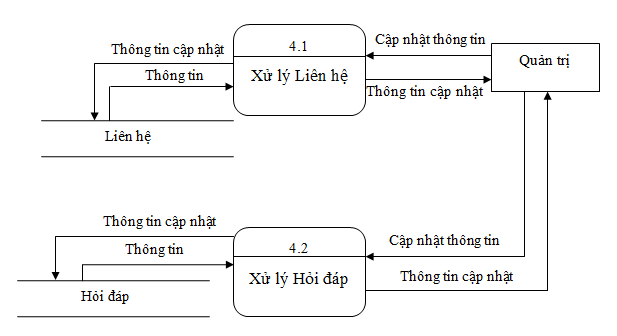 4.1
Cập nhật thông tin
Thông tin cập nhật
Quản trị
Thông tin
Xử lý Liên hệ
Thông tin cập nhật
Liên hệ
Thông tin cập nhật
4.2
Cập nhật thông tin
Thông tin
Xử lý Hỏi đáp
Thông tin cập nhật
Hỏi đáp